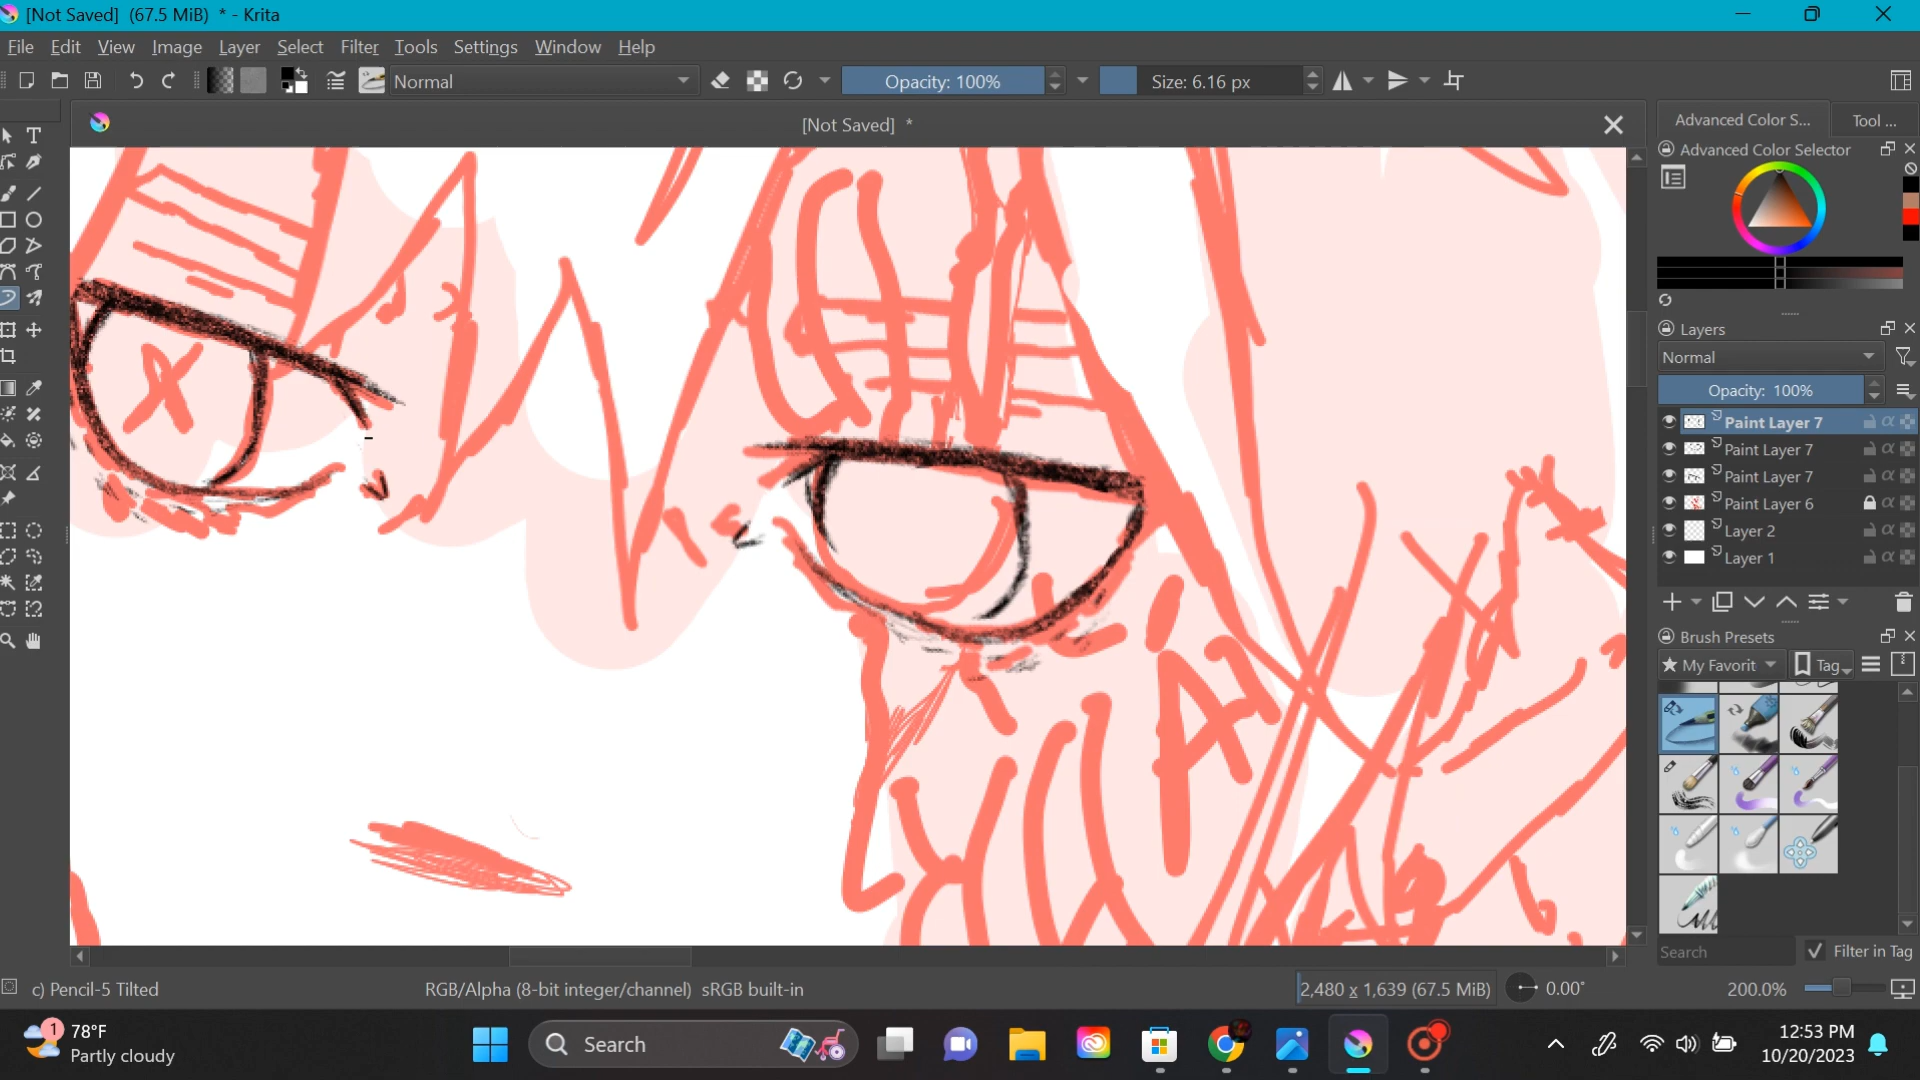 [Not Saved]  (67.5 MiB)  * - Krita
File Edit View Image Layer Select Filter Tools Settings Window Help
Normal
Opacity: 100%
Size: 6.16 px
[Not Saved]  *
Advanced Color S...
Tool ...
Advanced Color Selector
Layers
Normal
Opacity: 100%
Paint Layer 7
Paint Layer 7
Paint Layer 7
Paint Layer 6
Layer 2
Layer 1
Brush Presets
My Favorit
Tag
Search
Filter in Tag
c) Pencil-5 Tilted
RGB/Alpha (8-bit integer/channel)  sRGB built-in
2,480 x 1,639 (67.5 MiB)
0.00°
200.0%
1
78°F
Partly cloudy
Search
12:53 PM
10/20/2023